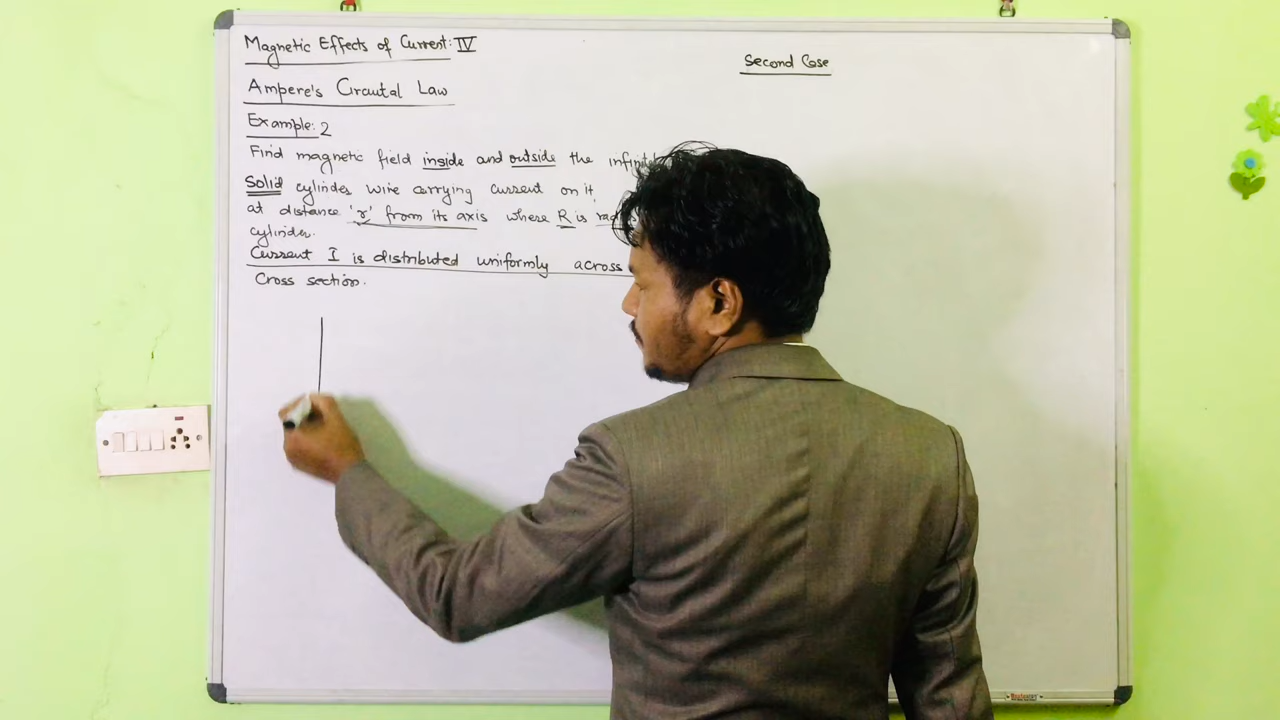 Magnetic Effects of Current: IV
Second Case
Ampere's Circuital Law
Example: 2
Find magnetic field inside and outside the
Solid cylinder wire carrying current on it,
at distance 'r' from its axis where R is
cylinder.
Current I is distributed uniformly across
Cross section.